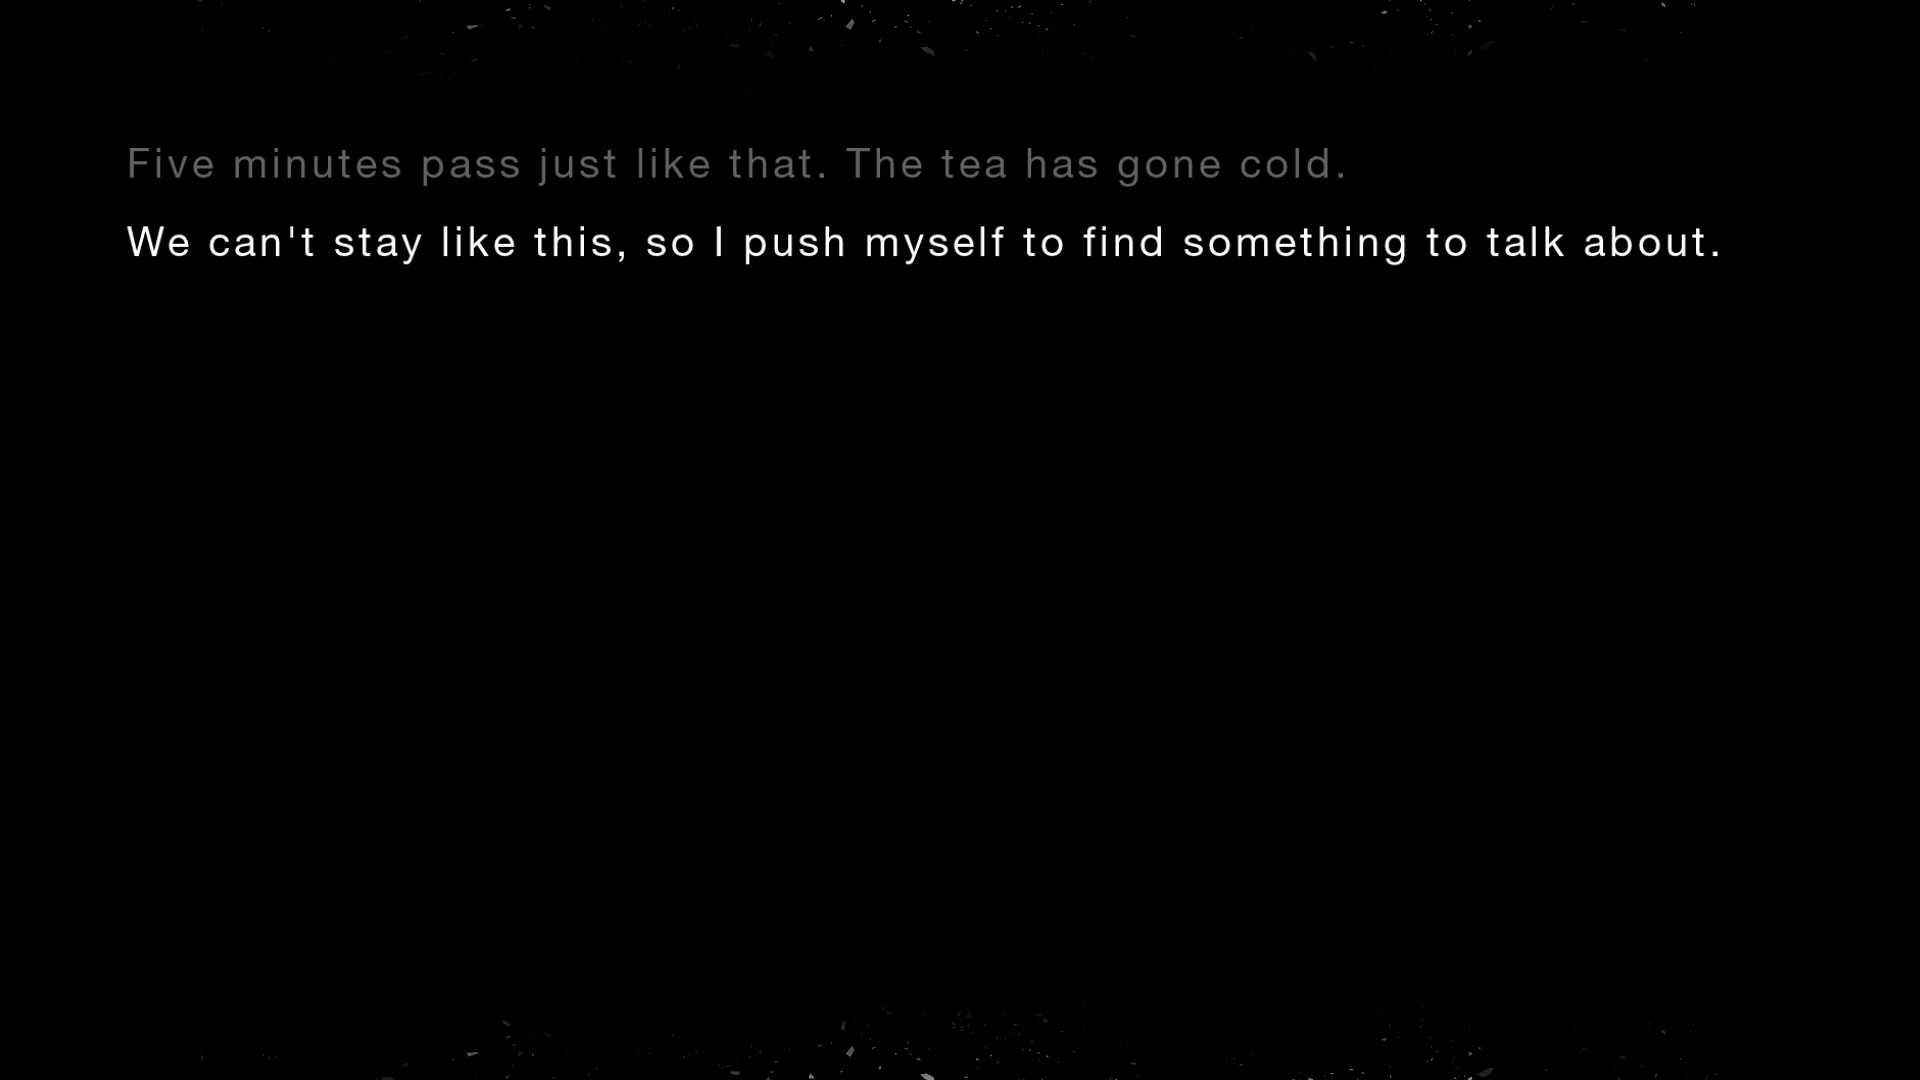 Five minutes pass just like that. The tea has gone cold.
We can't stay like this, so I push myself to find something to talk about.